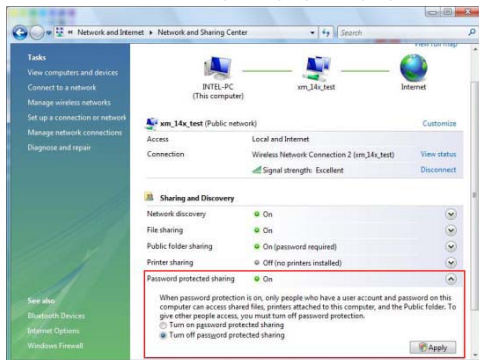 Network and Internet ▸ Network and Sharing Center
Search
View full map
Tasks
View computers and devices
Connect to a network
Manage wireless networks
Set up a connection or network
Manage network connections
Diagnose and repair
INTEL-PC
(This computer)
xm_14x_test
Internet
xm_14x_test (Public network)
Customize
Access
Local and Internet
Connection
Wireless Network Connection 2 (xm_14x_test)
View status
Signal strength: Excellent
Disconnect
Sharing and Discovery
Network discovery
On
File sharing
On
Public folder sharing
On (password required)
Printer sharing
Off (no printers installed)
Password protected sharing
On
When password protection is on, only people who have a user account and password on this
computer can access shared files, printers attached to this computer, and the Public folder. To
give other people access, you must turn off password protection.
Turn on password protected sharing
Turn off password protected sharing
Apply
See also
Bluetooth Devices
Internet Options
Windows Firewall